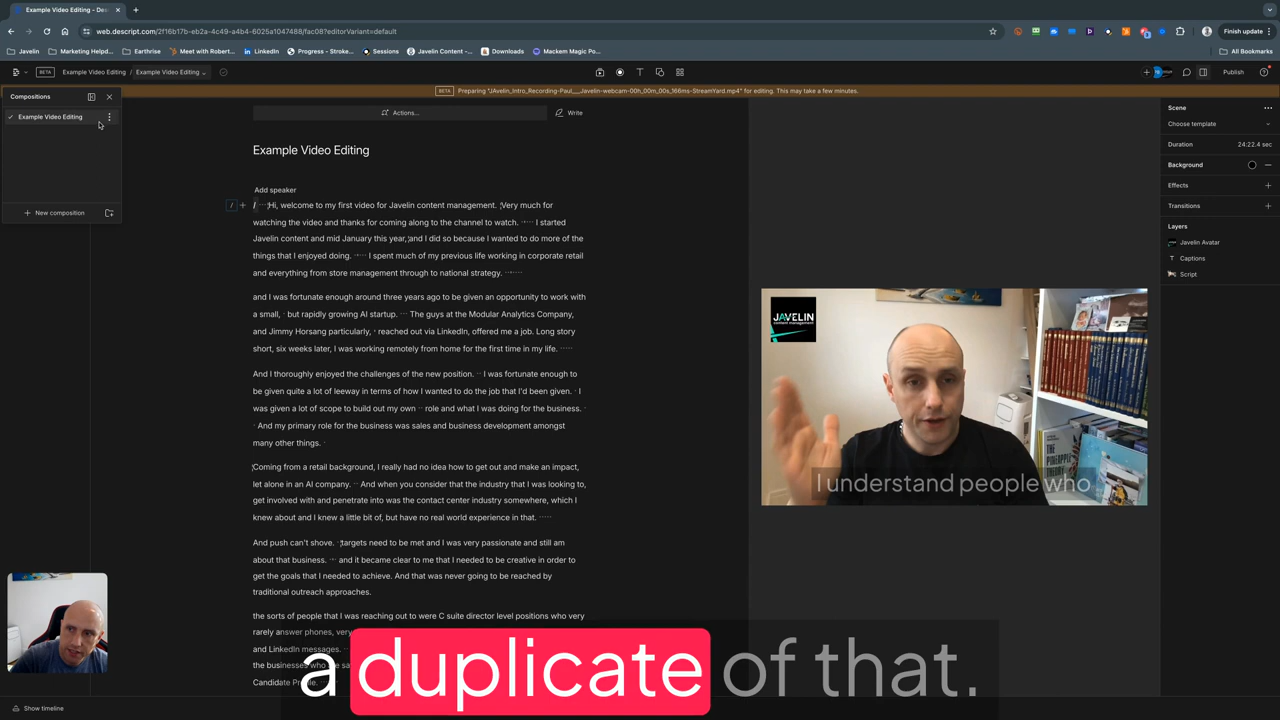 Example Video Editing - Des
web.descript.com/2f16b17b-eb2a-4c49-a4b4-6025a1047488/fac08?editorVariant=default
Finish update
Javelin
Marketing Helpd...
Earthrise
Meet with Robert...
LinkedIn
Progress - Stroke...
Sessions
Javelin Content -...
Downloads
Mackem Magic Po...
All Bookmarks
BETA
Example Video Editing / Example Video Editing
Publish
BETA Preparing "JAvelin_Intro_Recording-Paul__Javelin-webcam-00h_00m_00s_166ms-StreamYard.mp4" for editing. This may take a few minutes.
Compositions
Example Video Editing
New composition
Actions...
Write
Example Video Editing
Add speaker
/ Hi, welcome to my first video for Javelin content management. Very much for
watching the video and thanks for coming along to the channel to watch. I started
Javelin content and mid January this year, and I did so because I wanted to do more of the
things that I enjoyed doing. I spent much of my previous life working in corporate retail
and everything from store management through to national strategy.
and I was fortunate enough around three years ago to be given an opportunity to work with
a small, but rapidly growing AI startup. The guys at the Modular Analytics Company,
and Jimmy Horsang particularly, reached out via LinkedIn, offered me a job. Long story
short, six weeks later, I was working remotely from home for the first time in my life.
And I thoroughly enjoyed the challenges of the new position. I was fortunate enough to
be given quite a lot of leeway in terms of how I wanted to do the job that I'd been given. I
was given a lot of scope to build out my own role and what I was doing for the business.
And my primary role for the business was sales and business development amongst
many other things.
Coming from a retail background, I really had no idea how to get out and make an impact,
let alone in an AI company. And when you consider that the industry that I was looking to,
get involved with and penetrate into was the contact center industry somewhere, which I
knew about and I knew a little bit of, but have no real world experience in that.
And push can't shove. targets need to be met and I was very passionate and still am
about that business. and it became clear to me that I needed to be creative in order to
get the goals that I needed to achieve. And that was never going to be reached by
traditional outreach approaches.
the sorts of people that I was reaching out to were C suite director level positions who very
rarely answer phones, very
and LinkedIn messages.
the businesses who
Candidate Profile.
JAVELIN
content management
I understand people who
Scene
Choose template
Duration
24:22.4 sec
Background
Effects
Transitions
Layers
Javelin Avatar
Captions
Script
a duplicate of that.
Show timeline